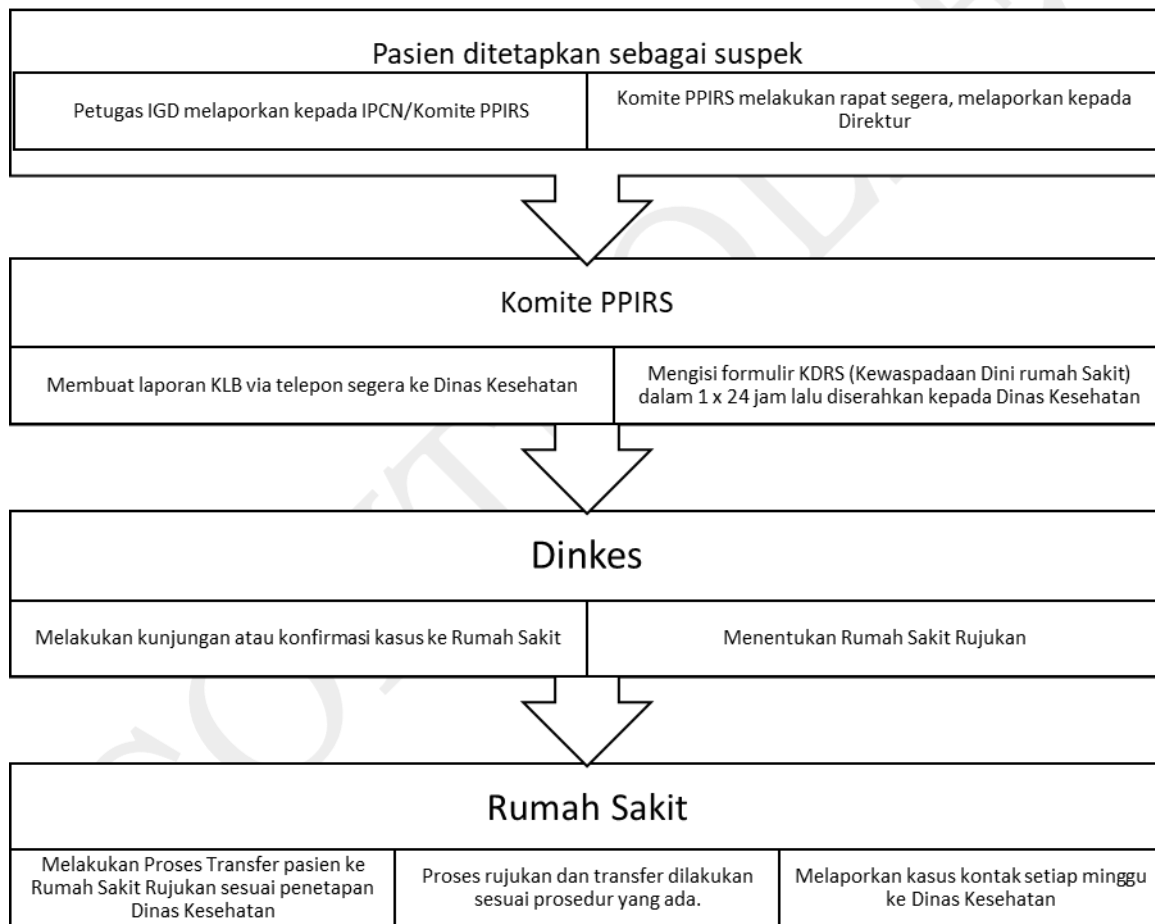 Pasien ditetapkan sebagai suspek
Petugas IGD melaporkan kepada IPCN/Komite PPIRS
Komite PPIRS melakukan rapat segera, melaporkan kepada
Direktur
Komite PPIRS
Membuat laporan KLB via telepon segera ke Dinas Kesehatan
Mengisi formulir KDRS (Kewaspadaan Dini rumah Sakit)
dalam 1 x 24 jam lalu diserahkan kepada Dinas Kesehatan
Dinkes
Melakukan kunjungan atau konfirmasi kasus ke Rumah Sakit
Menentukan Rumah Sakit Rujukan
Rumah Sakit
Melakukan Proses Transfer pasien ke
Rumah Sakit Rujukan sesuai penetapan
Dinas Kesehatan
Proses rujukan dan transfer dilakukan
sesuai prosedur yang ada.
Melaporkan kasus kontak setiap minggu
ke Dinas Kesehatan